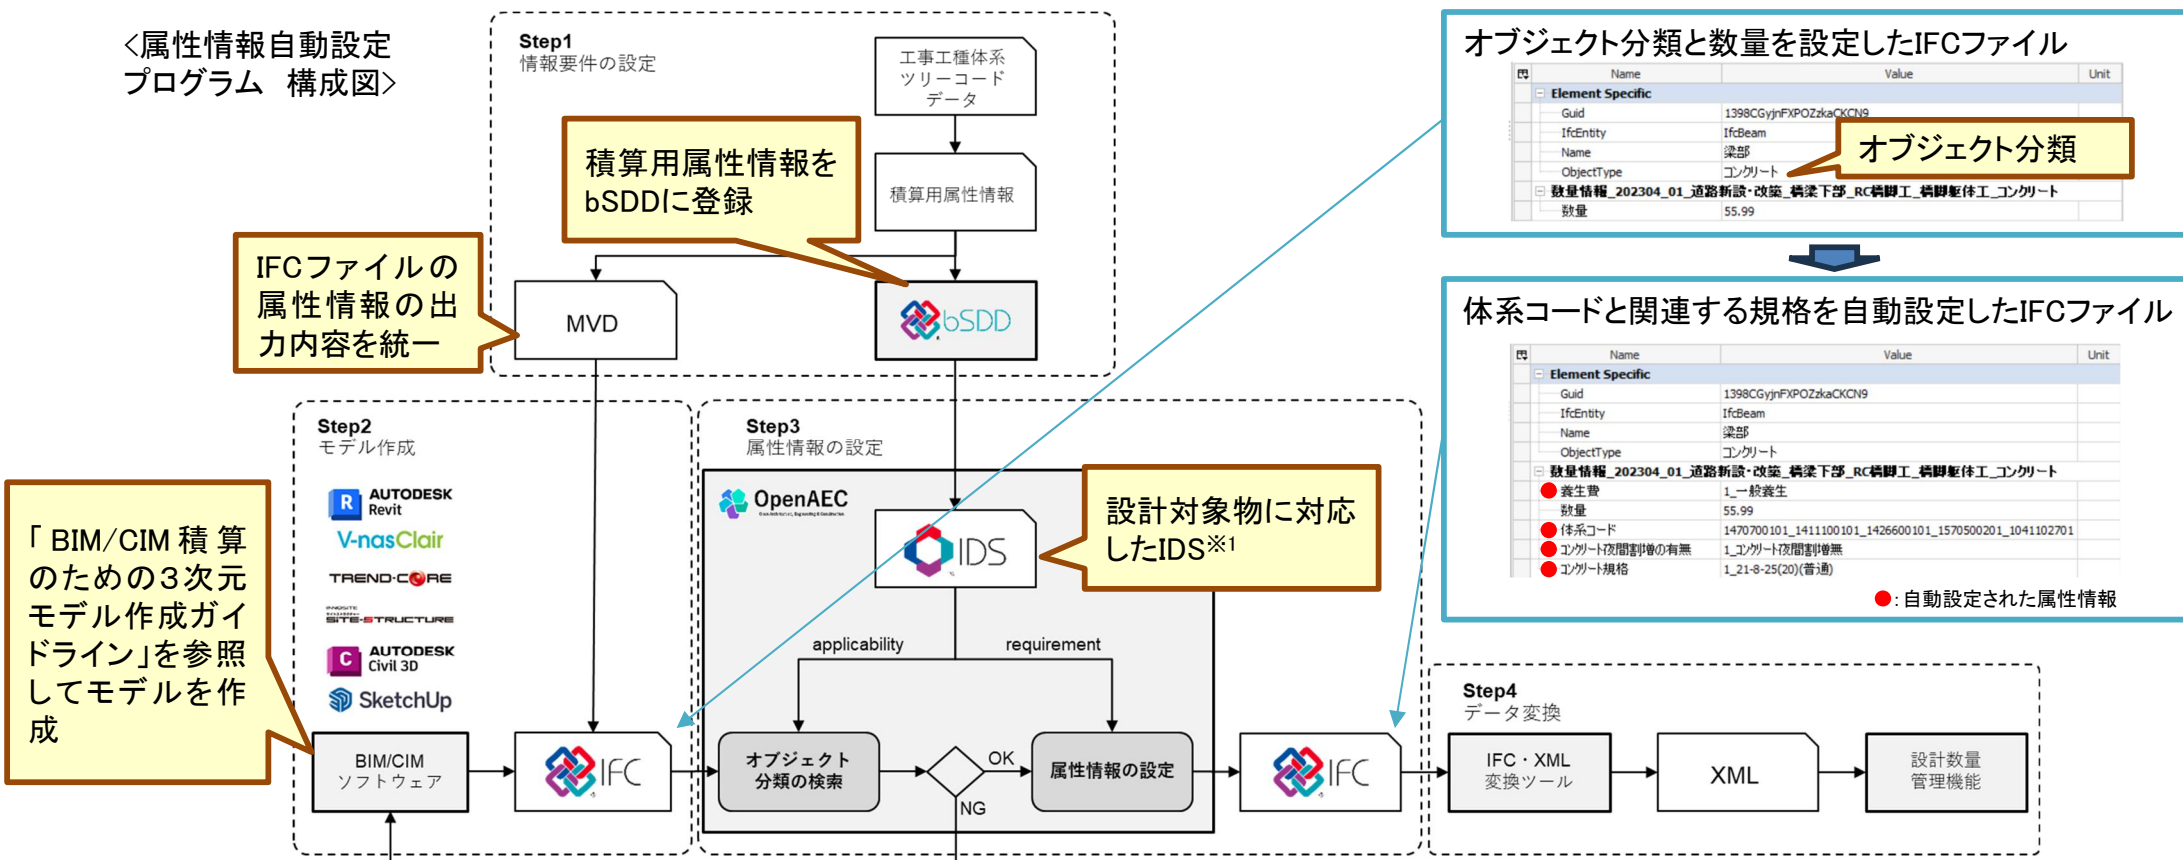 <属性情報自動設定
プログラム 構成図>
Step1
情報要件の設定
工事工種体系
ツリーコード
データ
積算用属性情報
積算用属性情報を
bSDDに登録
IFCファイルの
属性情報の出
力内容を統一
MVD
bSDD
Step2
モデル作成
AUTODESK
Revit
V-nasClair
TREND-CORE
SITE-STRUCTURE
AUTODESK
Civil 3D
SketchUp
「BIM/CIM積算
のための3次元
モデル作成ガイ
ドライン」を参照
してモデルを作
成
BIM/CIM
ソフトウェア
IFC
Step3
属性情報の設定
OpenAEC
IDS
設計対象物に対応
したIDS※1
applicability
requirement
オブジェクト
分類の検索
OK
NG
属性情報の設定
IFC
Step4
データ変換
IFC・XML
変換ツール
XML
設計数量
管理機能
オブジェクト分類と数量を設定したIFCファイル
Name Value Unit
Element Specific
Guid 1398CGyjnFXPOZzkaCKCN9
IfcEntity IfcBeam
Name 梁部
ObjectType コンクリート
オブジェクト分類
数量情報_202304_01_道路新設・改築_橋梁下部_RC橋脚工_橋脚躯体工_コンクリート
数量 55.99
体系コードと関連する規格を自動設定したIFCファイル
Name Value Unit
Element Specific
Guid 1398CGyjnFXPOZzkaCKCN9
IfcEntity IfcBeam
Name 梁部
ObjectType コンクリート
数量情報_202304_01_道路新設・改築_橋梁下部_RC橋脚工_橋脚躯体工_コンクリート
養生費 1_一般養生
数量 55.99
体系コード 1470700101_1411100101_1426600101_1570500201_1041102701
コンクリート夜間割増の有無 1_コンクリート夜間割増無
コンクリート規格 1_21-8-25(20)(普通)
●:自動設定された属性情報